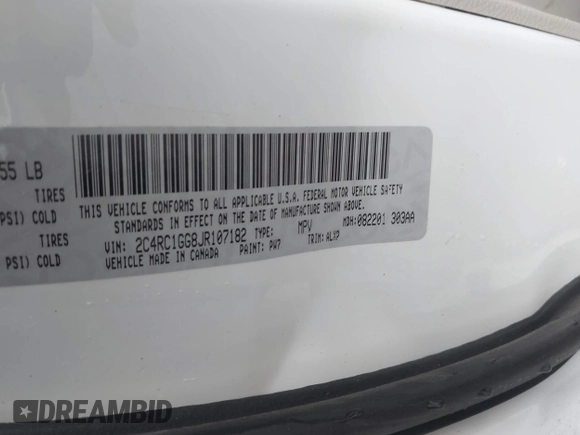 55 LB
TIRES
PSI) COLD
TIRES
PSI) COLD
THIS VEHICLE CONFORMS TO ALL APPLICABLE U.S.A. FEDERAL MOTOR VEHICLE SAFETY
STANDARDS IN EFFECT ON THE DATE OF MANUFACTURE SHOWN ABOVE.
VIN: 2C4RC1GG8JR107182 TYPE: MPV MDH:082201 303AA
VEHICLE MADE IN CANADA PAINT: PW7 TRIM: ALXP
DREAMBID